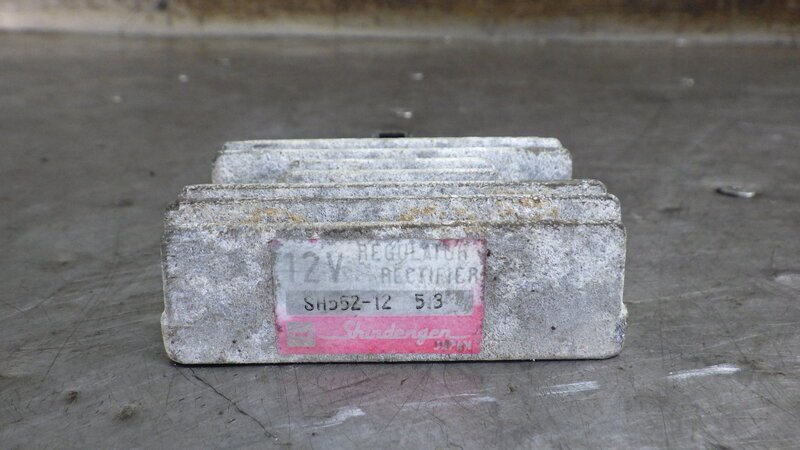 12V REGULATOR
RECTIFIER
SH562-12 5.3
Shindengen
JAPAN